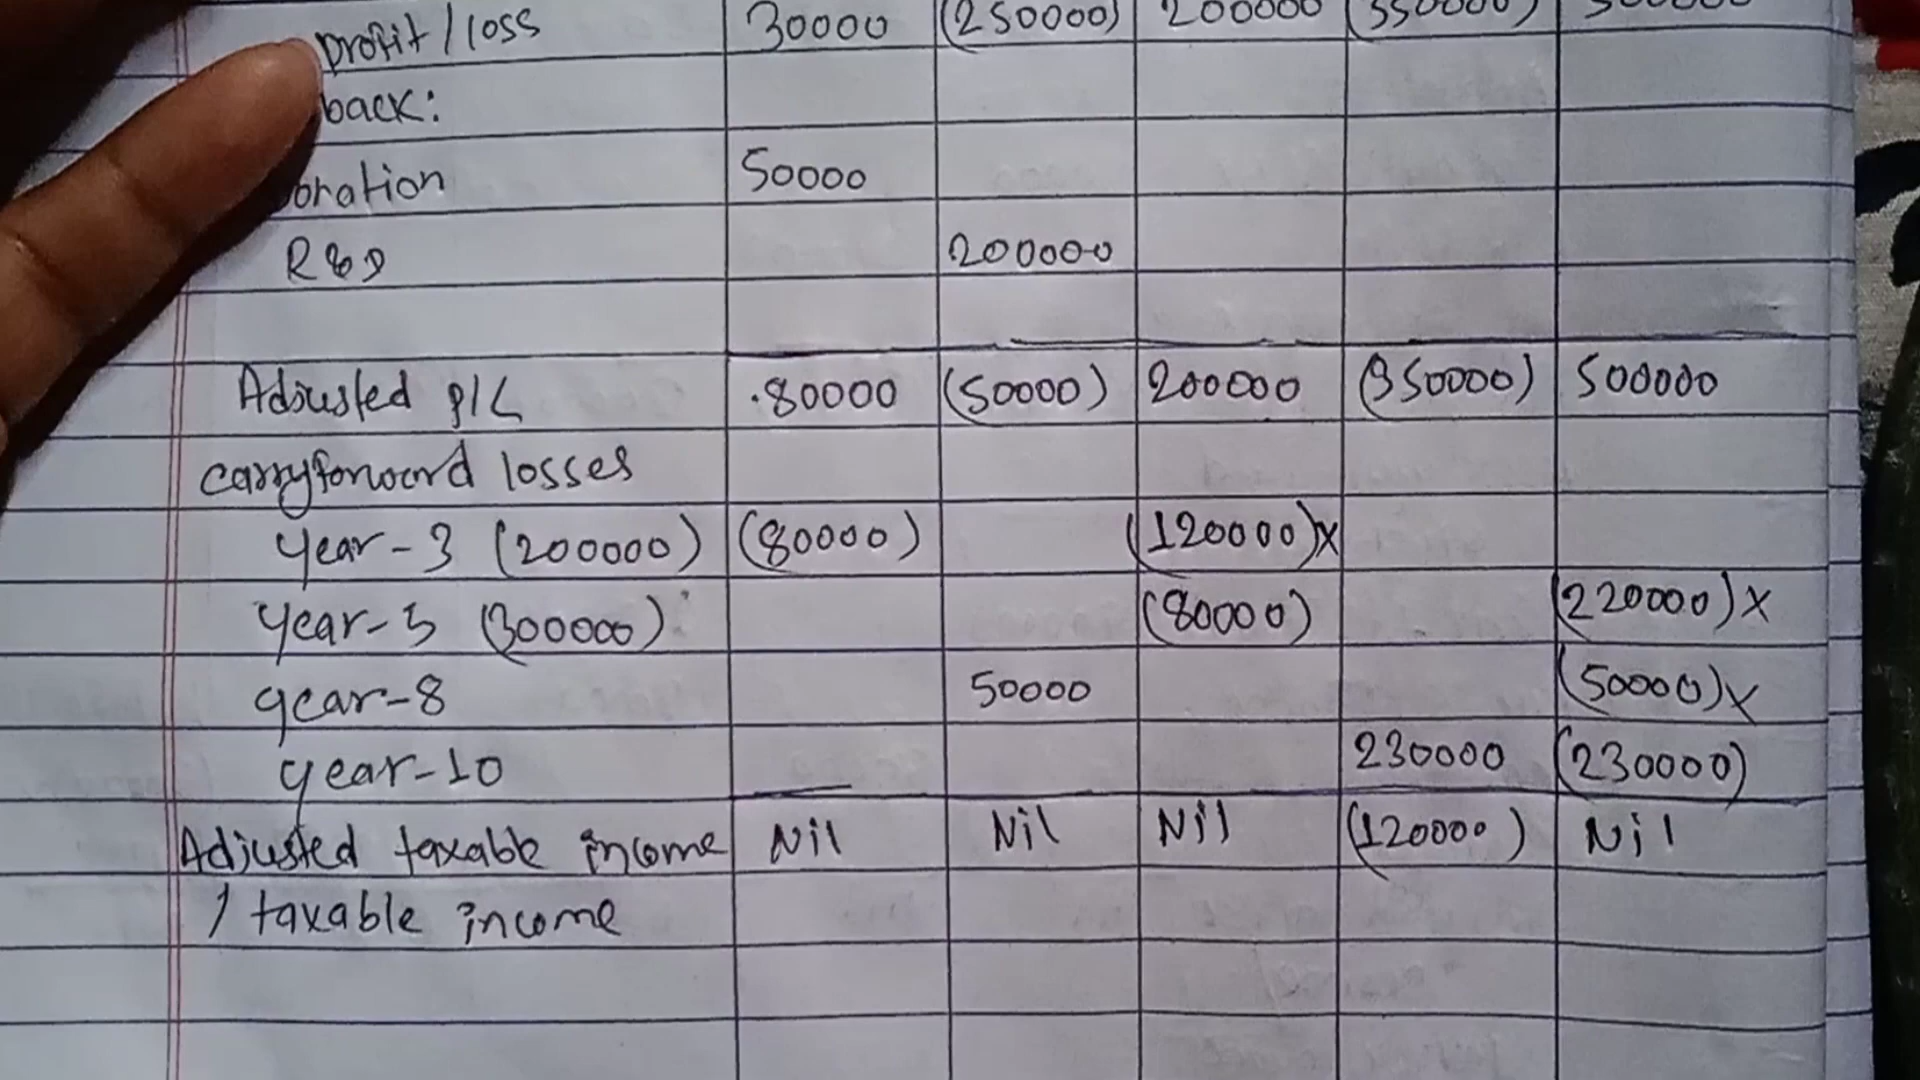 profit/loss 30000 (250000) 200000
back:
oration 50000
R&D 200000
Adjusted P/L 80000 (50000) 200000 (350000) 500000
carryforward losses
year-3 (200000) (80000) (120000)x
year-5 (300000) (80000) (220000)x
year-8 50000 (50000)x
year-10 230000 (230000)
Adjusted taxable income Nil Nil Nil (120000) Nil
/ taxable income